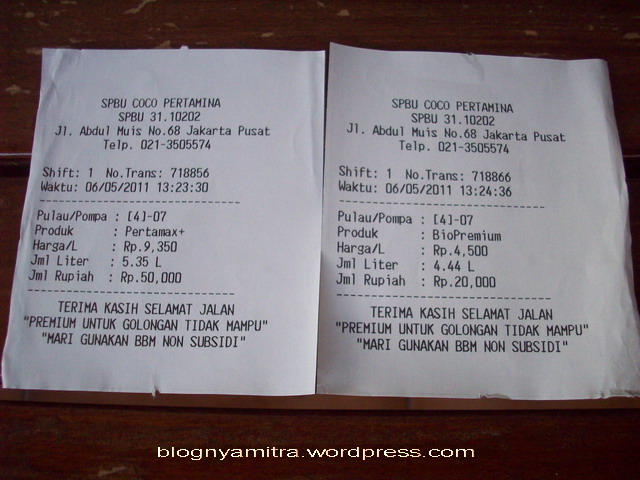 SPBU COCO PERTAMINA
SPBU 31.10202
Jl. Abdul Muis No.68 Jakarta Pusat
Telp. 021-3505574
Shift: 1 No.Trans: 718856
Waktu: 06/05/2011 13:23:30
--------------------------------
Pulau/Pompa : [4]-07
Produk : Pertamax+
Harga/L : Rp.9,350
Jml Liter : 5.35 L
Jml Rupiah : Rp.50,000
--------------------------------
TERIMA KASIH SELAMAT JALAN
"PREMIUM UNTUK GOLONGAN TIDAK MAMPU"
"MARI GUNAKAN BBM NON SUBSIDI"
SPBU COCO PERTAMINA
SPBU 31.10202
Jl. Abdul Muis No.68 Jakarta Pusat
Telp. 021-3505574
Shift: 1 No.Trans: 718866
Waktu: 06/05/2011 13:24:36
--------------------------------
Pulau/Pompa : [4]-07
Produk : BioPremium
Harga/L : Rp.4,500
Jml Liter : 4.44 L
Jml Rupiah : Rp.20,000
--------------------------------
TERIMA KASIH SELAMAT JALAN
"PREMIUM UNTUK GOLONGAN TIDAK MAMPU"
"MARI GUNAKAN BBM NON SUBSIDI"
blognyamitra.wordpress.com